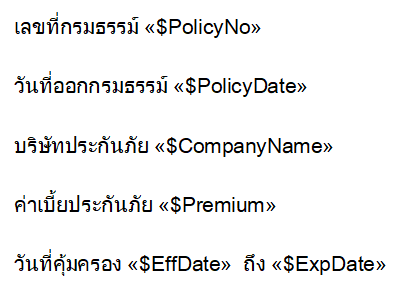 เลขที่กรมธรรม์ «$PolicyNo»
วันที่ออกกรมธรรม์ «$PolicyDate»
บริษัทประกันภัย «$CompanyName»
ค่าเบี้ยประกันภัย «$Premium»
วันที่คุ้มครอง «$EffDate»  ถึง «$ExpDate»